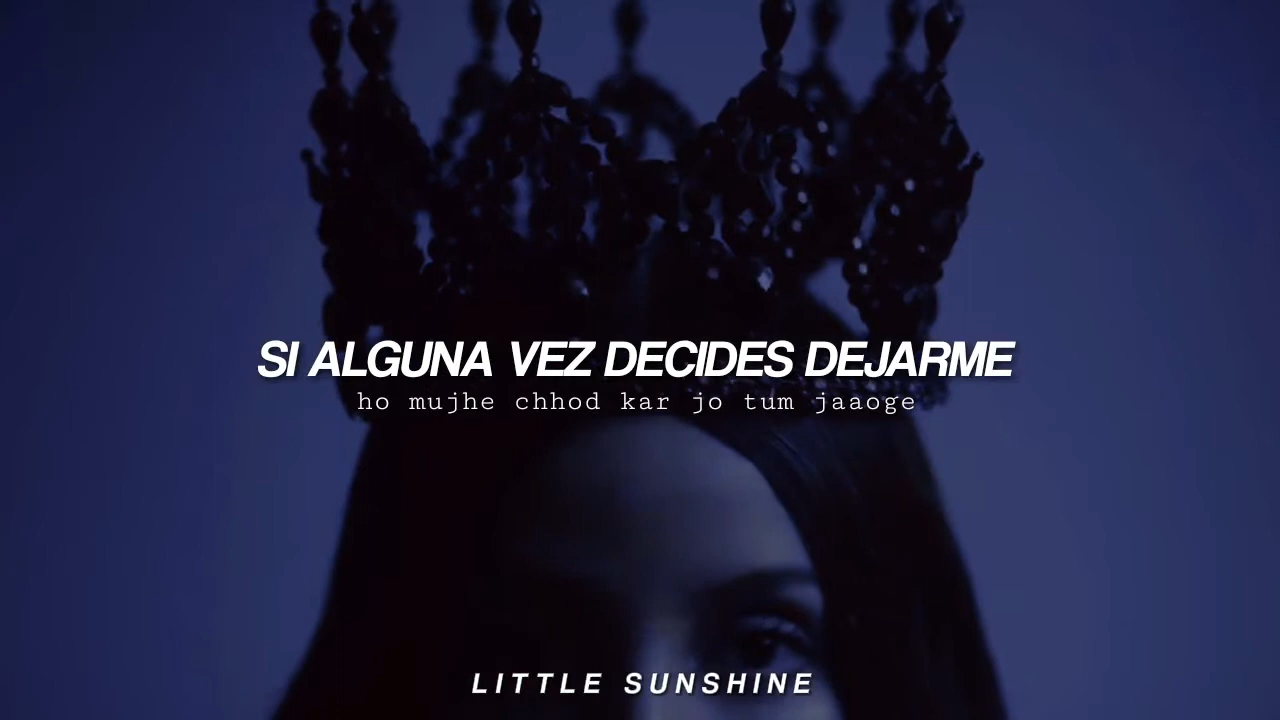 SI ALGUNA VEZ DECIDES DEJARME
ho mujhe chhod kar jo tum jaaoge
LITTLE SUNSHINE